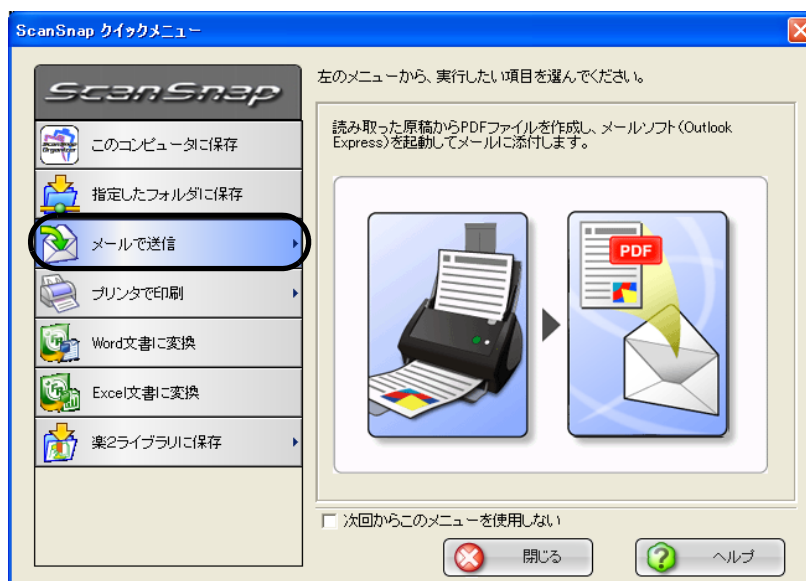 ScanSnap クイックメニュー
ScanSnap
このコンピュータに保存
指定したフォルダに保存
メールで送信
プリンタで印刷
Word文書に変換
Excel文書に変換
楽2ライブラリに保存
左のメニューから、実行したい項目を選んでください。
読み取った原稿からPDFファイルを作成し、メールソフト(Outlook
Express)を起動してメールに添付します。
PDF
次回からこのメニューを使用しない
閉じる
ヘルプ